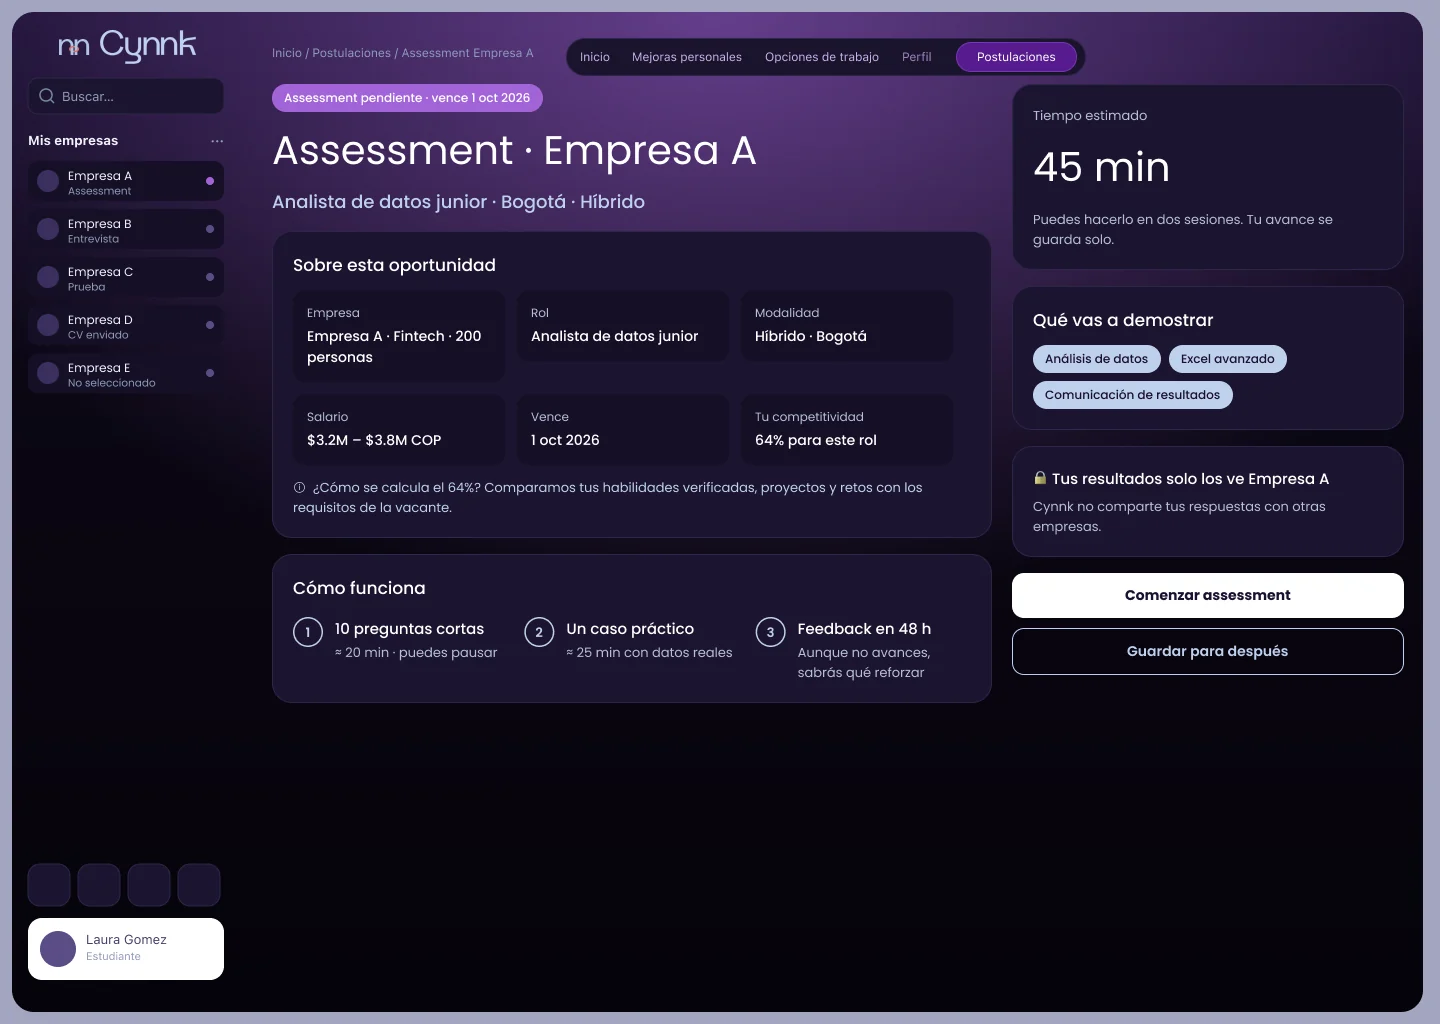 Cynnk
Buscar...
Mis empresas
Empresa A
Assessment
Empresa B
Entrevista
Empresa C
Prueba
Empresa D
CV enviado
Empresa E
No seleccionado
Laura Gomez
Estudiante
Inicio / Postulaciones / Assessment Empresa A
Inicio Mejoras personales Opciones de trabajo Perfil Postulaciones
Assessment pendiente · vence 1 oct 2026
Assessment · Empresa A
Analista de datos junior · Bogotá · Híbrido
Sobre esta oportunidad
Empresa
Empresa A · Fintech · 200
personas
Rol
Analista de datos junior
Modalidad
Híbrido · Bogotá
Salario
$3.2M – $3.8M COP
Vence
1 oct 2026
Tu competitividad
64% para este rol
ⓘ ¿Cómo se calcula el 64%? Comparamos tus habilidades verificadas, proyectos y retos con los
requisitos de la vacante.
Cómo funciona
1
10 preguntas cortas
≈ 20 min · puedes pausar
2
Un caso práctico
≈ 25 min con datos reales
3
Feedback en 48 h
Aunque no avances,
sabrás qué reforzar
Tiempo estimado
45 min
Puedes hacerlo en dos sesiones. Tu avance se
guarda solo.
Qué vas a demostrar
Análisis de datos
Excel avanzado
Comunicación de resultados
🔒 Tus resultados solo los ve Empresa A
Cynnk no comparte tus respuestas con otras
empresas.
Comenzar assessment
Guardar para después